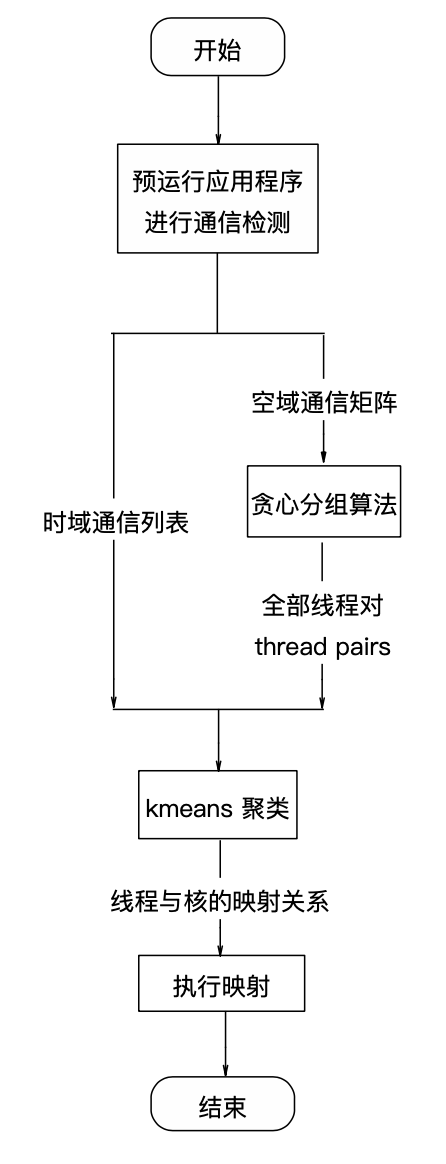 开始
预运行应用程序
进行通信检测
空域通信矩阵
贪心分组算法
时域通信列表
全部线程对
thread pairs
kmeans 聚类
线程与核的映射关系
执行映射
结束